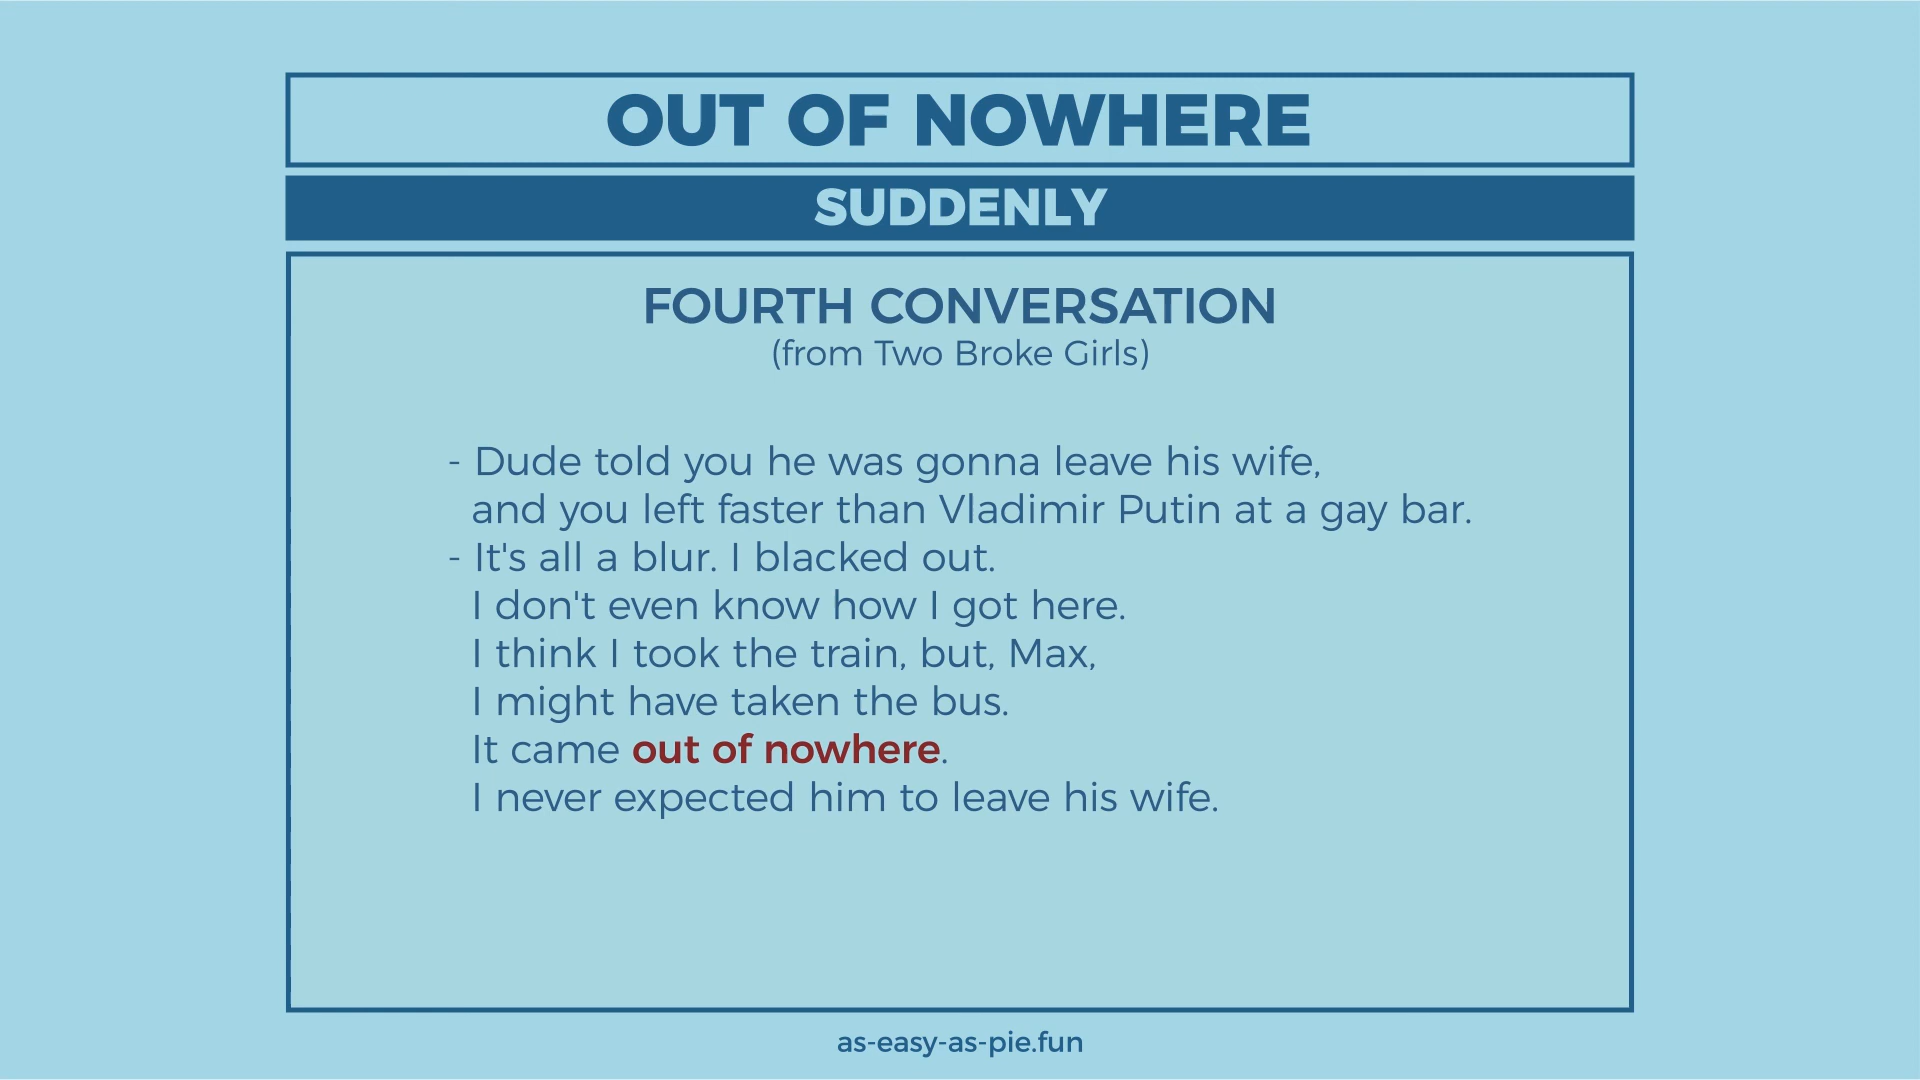 OUT OF NOWHERE
SUDDENLY
FOURTH CONVERSATION
(from Two Broke Girls)
- Dude told you he was gonna leave his wife,
and you left faster than Vladimir Putin at a gay bar.
- It's all a blur. I blacked out.
I don't even know how I got here.
I think I took the train, but, Max,
I might have taken the bus.
It came out of nowhere.
I never expected him to leave his wife.
as-easy-as-pie.fun